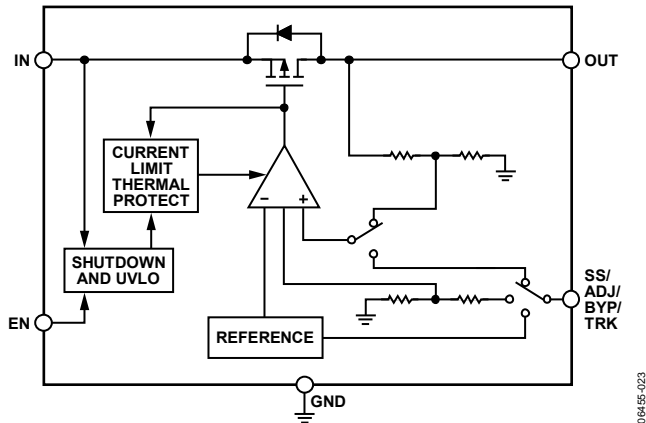 IN
OUT
CURRENT
LIMIT
THERMAL
PROTECT
−
+
SHUTDOWN
AND UVLO
SS/
ADJ/
BYP/
TRK
EN
REFERENCE
GND
06455-023